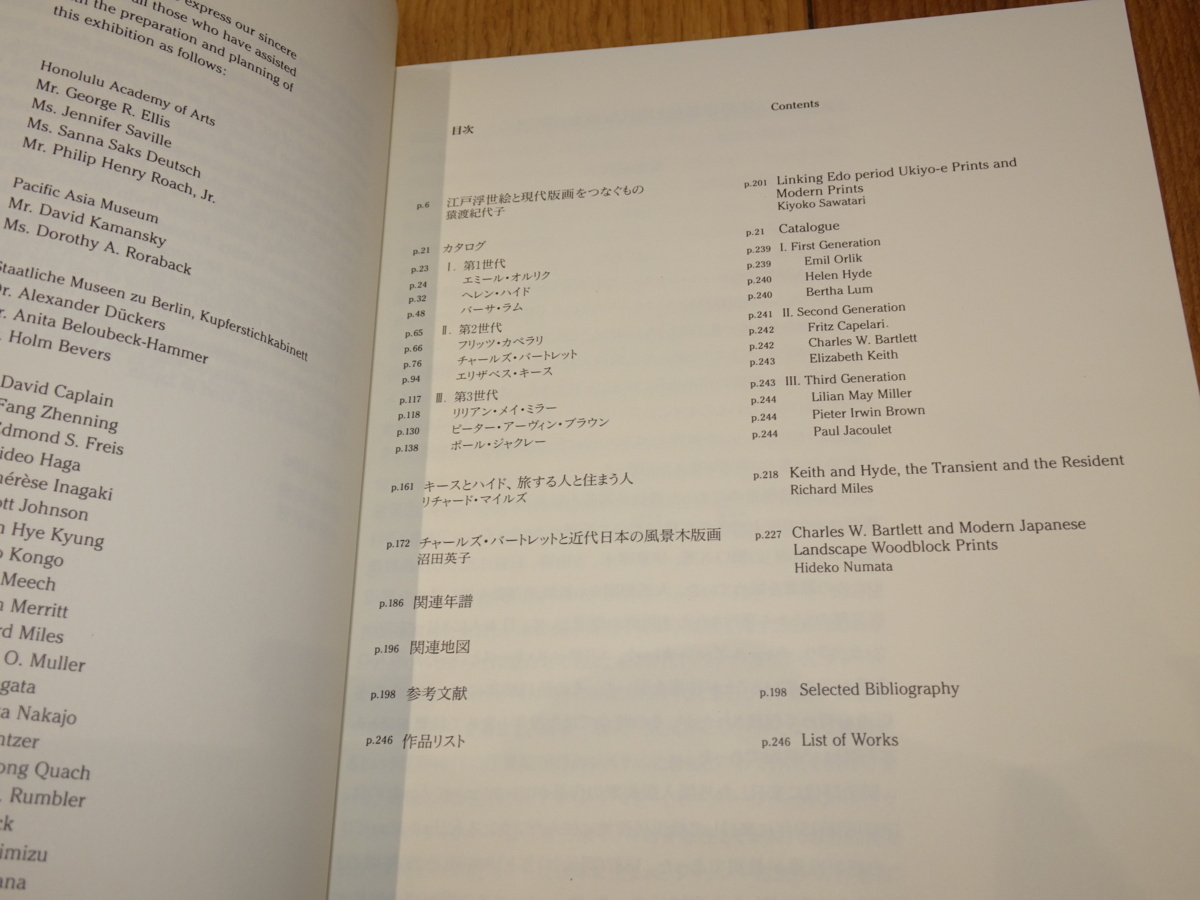 express our sincere
all those who have assisted
the preparation and planning of
this exhibition as follows:
Honolulu Academy of Arts
Mr. George R. Ellis
Ms. Jennifer Saville
Ms. Sanna Saks Deutsch
Mr. Philip Henry Roach, Jr.
Pacific Asia Museum
Mr. David Kamansky
Ms. Dorothy A. Roraback
Staatliche Museen zu Berlin, Kupferstichkabinett
Alexander Dückers
Anita Beloubeck-Hammer
Holm Bevers
David Caplain
Fang Zhenning
Edmond S. Freis
Hideo Haga
Thérèse Inagaki
Johnson
Hye Kyung
Kongo
Meech
Merritt
Miles
O. Muller
Nakajo
Quach
Rumbler
目次
p.6 江戸浮世絵と現代版画をつなぐもの
猿渡紀代子
p.21 カタログ
p.23 Ⅰ. 第1世代
p.24 エミール・オルリク
p.32 ヘレン・ハイド
p.48 バーサ・ラム
p.65 Ⅱ. 第2世代
p.66 フリッツ・カペラリ
p.76 チャールズ・バートレット
p.94 エリザベス・キース
p.117 Ⅲ. 第3世代
p.118 リリアン・メイ・ミラー
p.130 ピーター・アーヴィン・ブラウン
p.138 ポール・ジャクレー
p.161 キースとハイド、旅する人と住まう人
リチャード・マイルズ
p.172 チャールズ・バートレットと近代日本の風景木版画
沼田英子
p.186 関連年譜
p.196 関連地図
p.198 参考文献
p.246 作品リスト
Contents
p.201 Linking Edo period Ukiyo-e Prints and
Modern Prints
Kiyoko Sawatari
p.21 Catalogue
p.239 I. First Generation
p.239 Emil Orlik
p.240 Helen Hyde
p.240 Bertha Lum
p.241 II. Second Generation
p.242 Fritz Capelari.
p.242 Charles W. Bartlett
p.243 Elizabeth Keith
p.243 III. Third Generation
p.244 Lilian May Miller
p.244 Pieter Irwin Brown
p.244 Paul Jacoulet
p.218 Keith and Hyde, the Transient and the Resident
Richard Miles
p.227 Charles W. Bartlett and Modern Japanese
Landscape Woodblock Prints
Hideko Numata
p.198 Selected Bibliography
p.246 List of Works